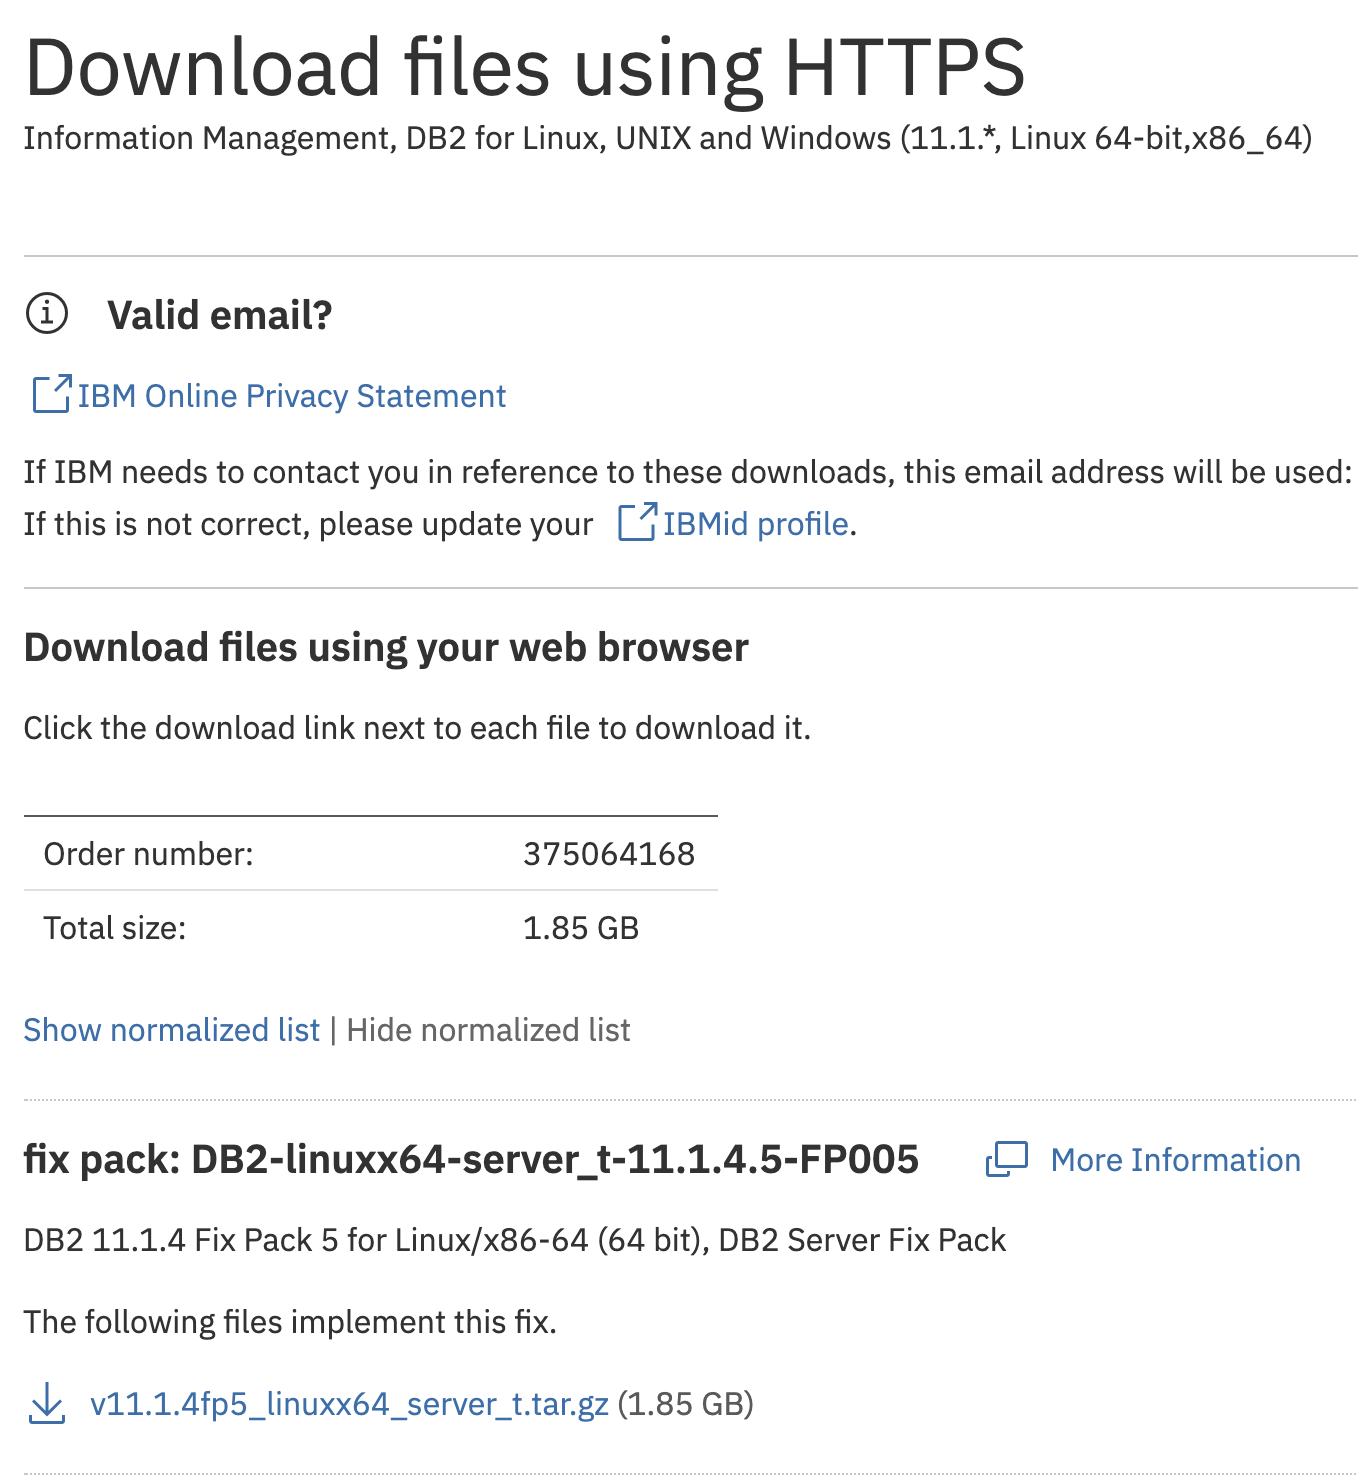 Download files using HTTPS
Information Management, DB2 for Linux, UNIX and Windows (11.1.*, Linux 64-bit,x86_64)
Valid email?
IBM Online Privacy Statement
If IBM needs to contact you in reference to these downloads, this email address will be used:
If this is not correct, please update your IBMid profile.
Download files using your web browser
Click the download link next to each file to download it.
Order number: 375064168
Total size: 1.85 GB
Show normalized list | Hide normalized list
fix pack: DB2-linuxx64-server_t-11.1.4.5-FP005 More Information
DB2 11.1.4 Fix Pack 5 for Linux/x86-64 (64 bit), DB2 Server Fix Pack
The following files implement this fix.
v11.1.4fp5_linuxx64_server_t.tar.gz (1.85 GB)